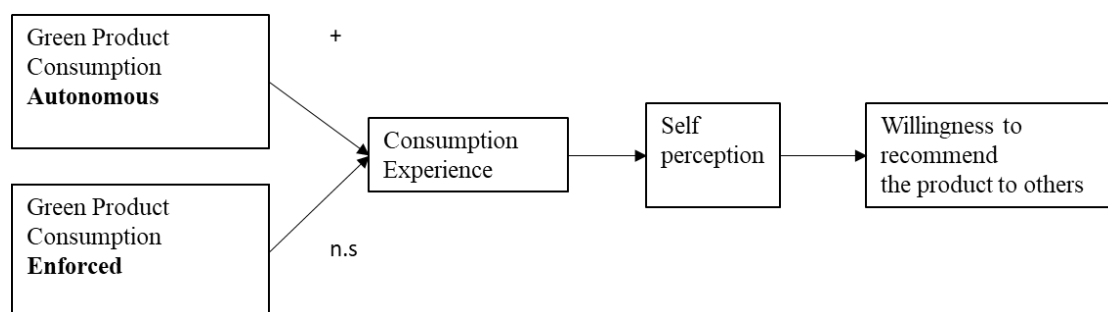 Green Product
Consumption
Autonomous
+
Green Product
Consumption
Enforced
n.s
Consumption
Experience
Self
perception
Willingness to
recommend
the product to others